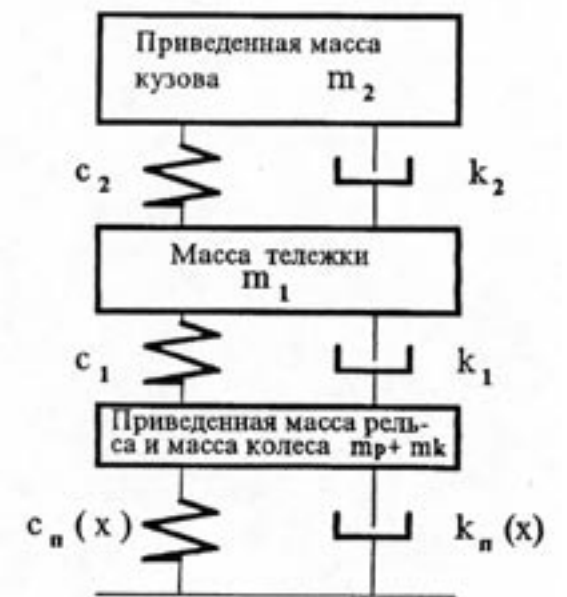 Приведенная масса
кузова m₂
c₂ k₂
Масса тележки
m₁
c₁ k₁
Приведенная масса рель-
са и масса колеса mр+ mk
cп(x) kп(x)